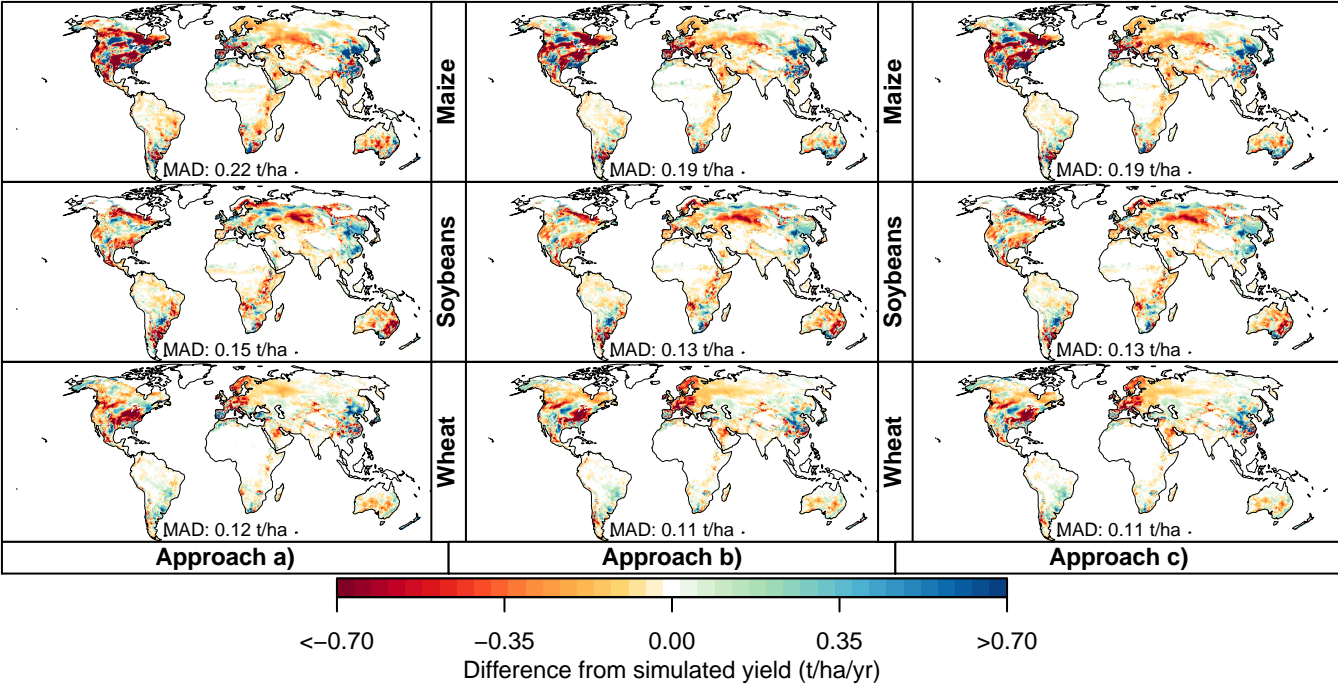 Maize
Maize
MAD: 0.22 t/ha
MAD: 0.19 t/ha
MAD: 0.19 t/ha
Soybeans
Soybeans
MAD: 0.15 t/ha
MAD: 0.13 t/ha
MAD: 0.13 t/ha
Wheat
Wheat
MAD: 0.12 t/ha
MAD: 0.11 t/ha
MAD: 0.11 t/ha
Approach a)
Approach b)
Approach c)
<−0.70
−0.35
0.00
0.35
>0.70
Difference from simulated yield (t/ha/yr)